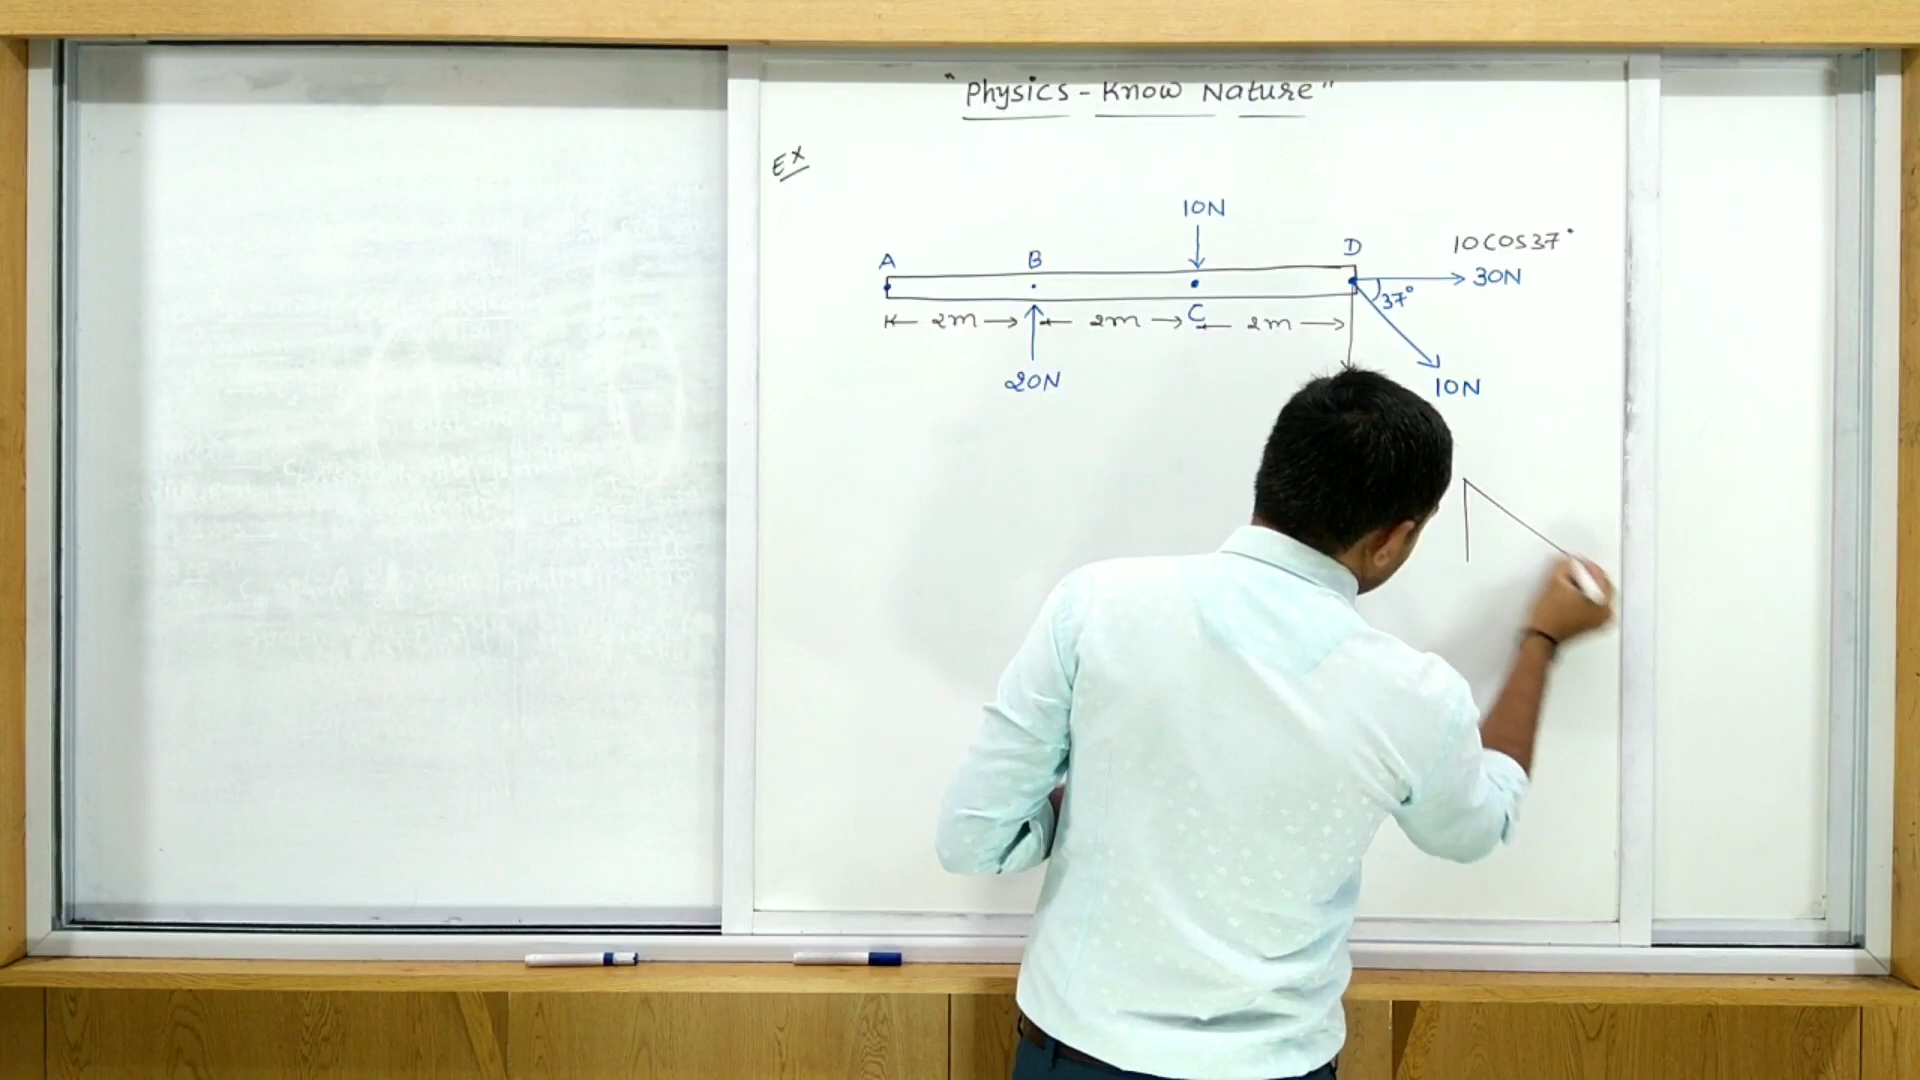 "Physics - Know Nature"
Ex
10N
A B D 10cos37°
30N
37°
C
2m 2m 2m
20N 10N